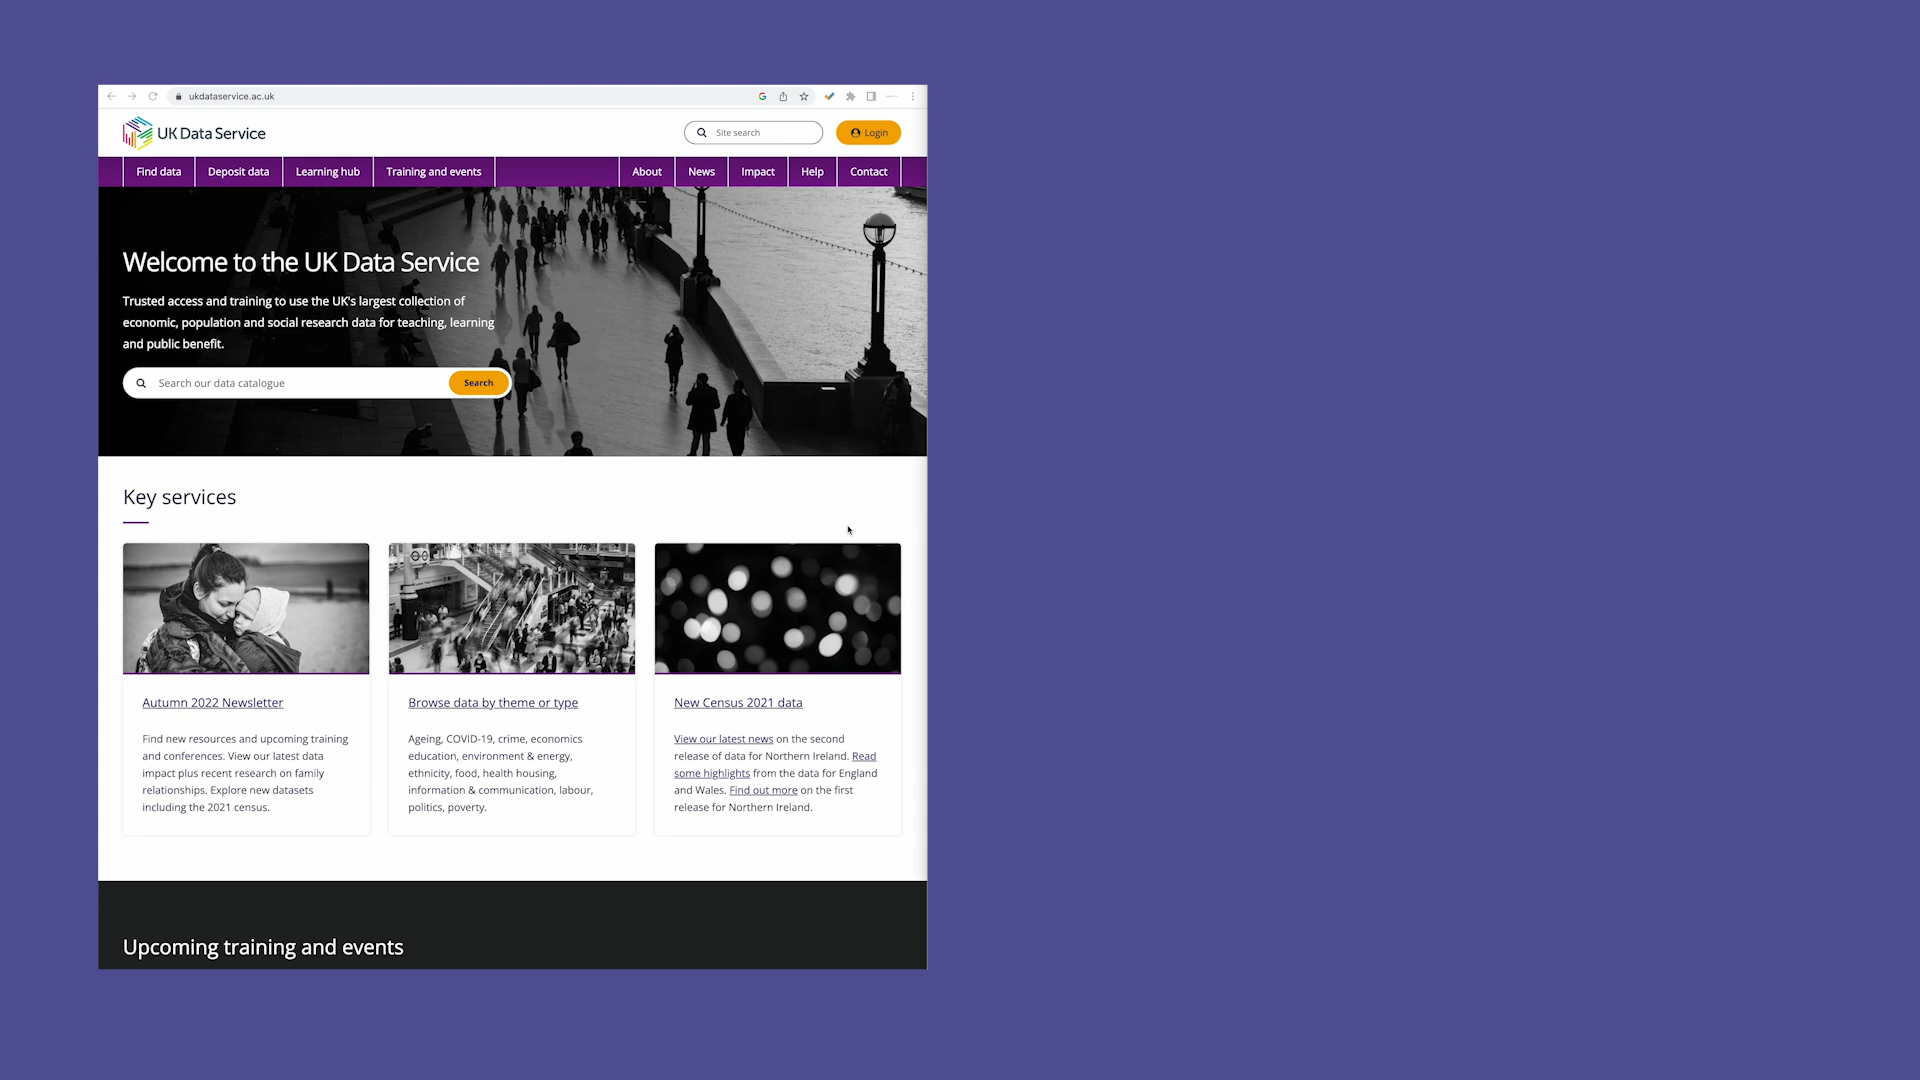 ukdataservice.ac.uk
UK Data Service
Site search
Login
Find data
Deposit data
Learning hub
Training and events
About
News
Impact
Help
Contact
Welcome to the UK Data Service
Trusted access and training to use the UK's largest collection of
economic, population and social research data for teaching, learning
and public benefit.
Search our data catalogue
Search
Key services
Autumn 2022 Newsletter
Find new resources and upcoming training
and conferences. View our latest data
impact plus recent research on family
relationships. Explore new datasets
including the 2021 census.
Browse data by theme or type
Ageing, COVID-19, crime, economics
education, environment & energy,
ethnicity, food, health housing,
information & communication, labour,
politics, poverty.
New Census 2021 data
View our latest news on the second
release of data for Northern Ireland. Read
some highlights from the data for England
and Wales. Find out more on the first
release for Northern Ireland.
Upcoming training and events